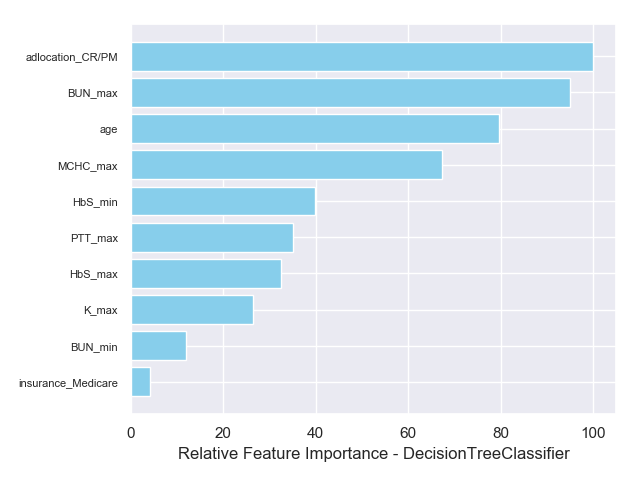 adlocation_CR/PM
BUN_max
age
MCHC_max
HbS_min
PTT_max
HbS_max
K_max
BUN_min
insurance_Medicare
0 20 40 60 80 100
Relative Feature Importance - DecisionTreeClassifier